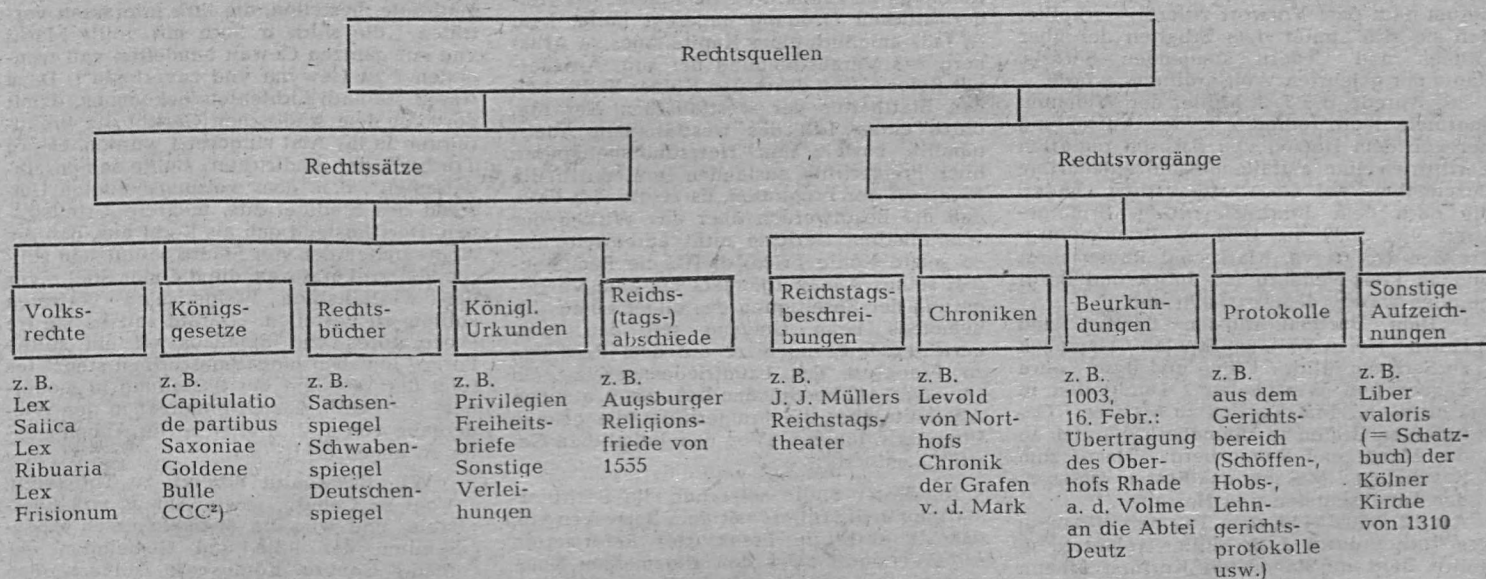 Rechtsquellen
Rechtssätze
Rechtsvorgänge
Volks-
rechte
Königs-
gesetze
Rechts-
bücher
Königl.
Urkunden
Reichs-
(tags-)
abschiede
Reichstags-
beschrei-
bungen
Chroniken
Beurkun-
dungen
Protokolle
Sonstige
Aufzeich-
nungen
z. B.
Lex
Salica
Lex
Ribuaria
Lex
Frisionum
z. B.
Capitulatio
de partibus
Saxoniae
Goldene
Bulle
CCC²)
z. B.
Sachsen-
spiegel
Schwaben-
spiegel
Deutschen-
spiegel
z. B.
Privilegien
Freiheits-
briefe
Sonstige
Verlei-
hungen
z. B.
Augsburger
Religions-
friede von
1555
z. B.
J. J. Müllers
Reichstags-
theater
z. B.
Levold
von Nort-
hofs
Chronik
der Grafen
v. d. Mark
z. B.
1003,
16. Febr.:
Übertragung
des Ober-
hofs Rhade
a. d. Volme
an die Abtei
Deutz
z. B.
aus dem
Gerichts-
bereich
(Schöffen-,
Hobs-,
Lehn-
gerichts-
protokolle
usw.)
z. B.
Liber
valoris
(= Schatz-
buch) der
Kölner
Kirche
von 1310